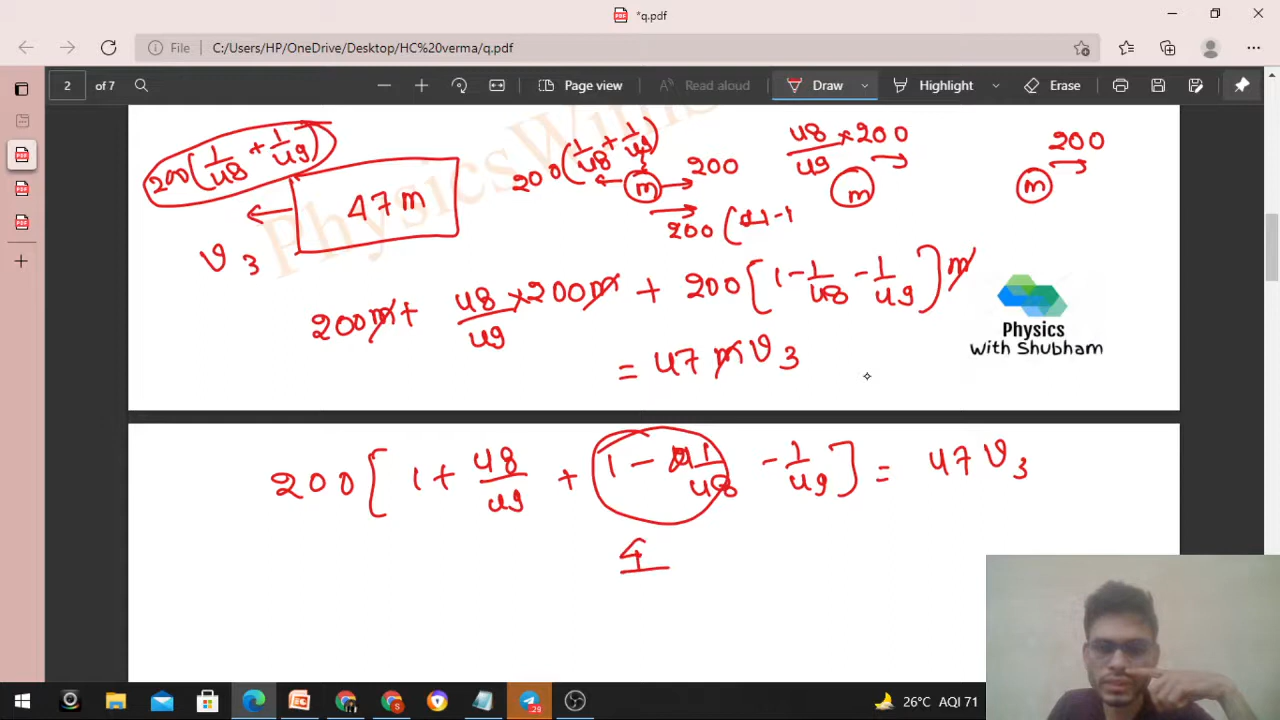 *q.pdf
File C:/Users/HP/OneDrive/Desktop/HC%20verma/q.pdf
2 of 7 Page view Read aloud Draw Highlight Erase
PhysicsWith
200(1/48 + 1/49) 200(1/48 + 1/49) 200 48/49 × 200 200
47 m m m m
v3
200m + 48/49 × 200m + 200[1 - 1/48 - 1/49]m
= 47 m v3
Physics
With Shubham
200[1 + 48/49 + 1 - 1/48 - 1/49] = 47 v3
4
26°C AQI 71